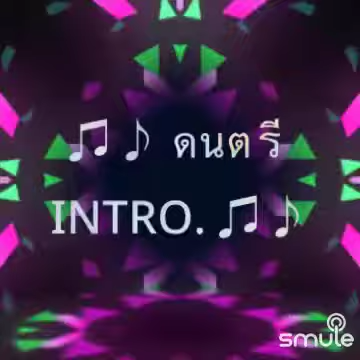 ♫ ♪ ดนตรี
INTRO. ♫ ♪
smule